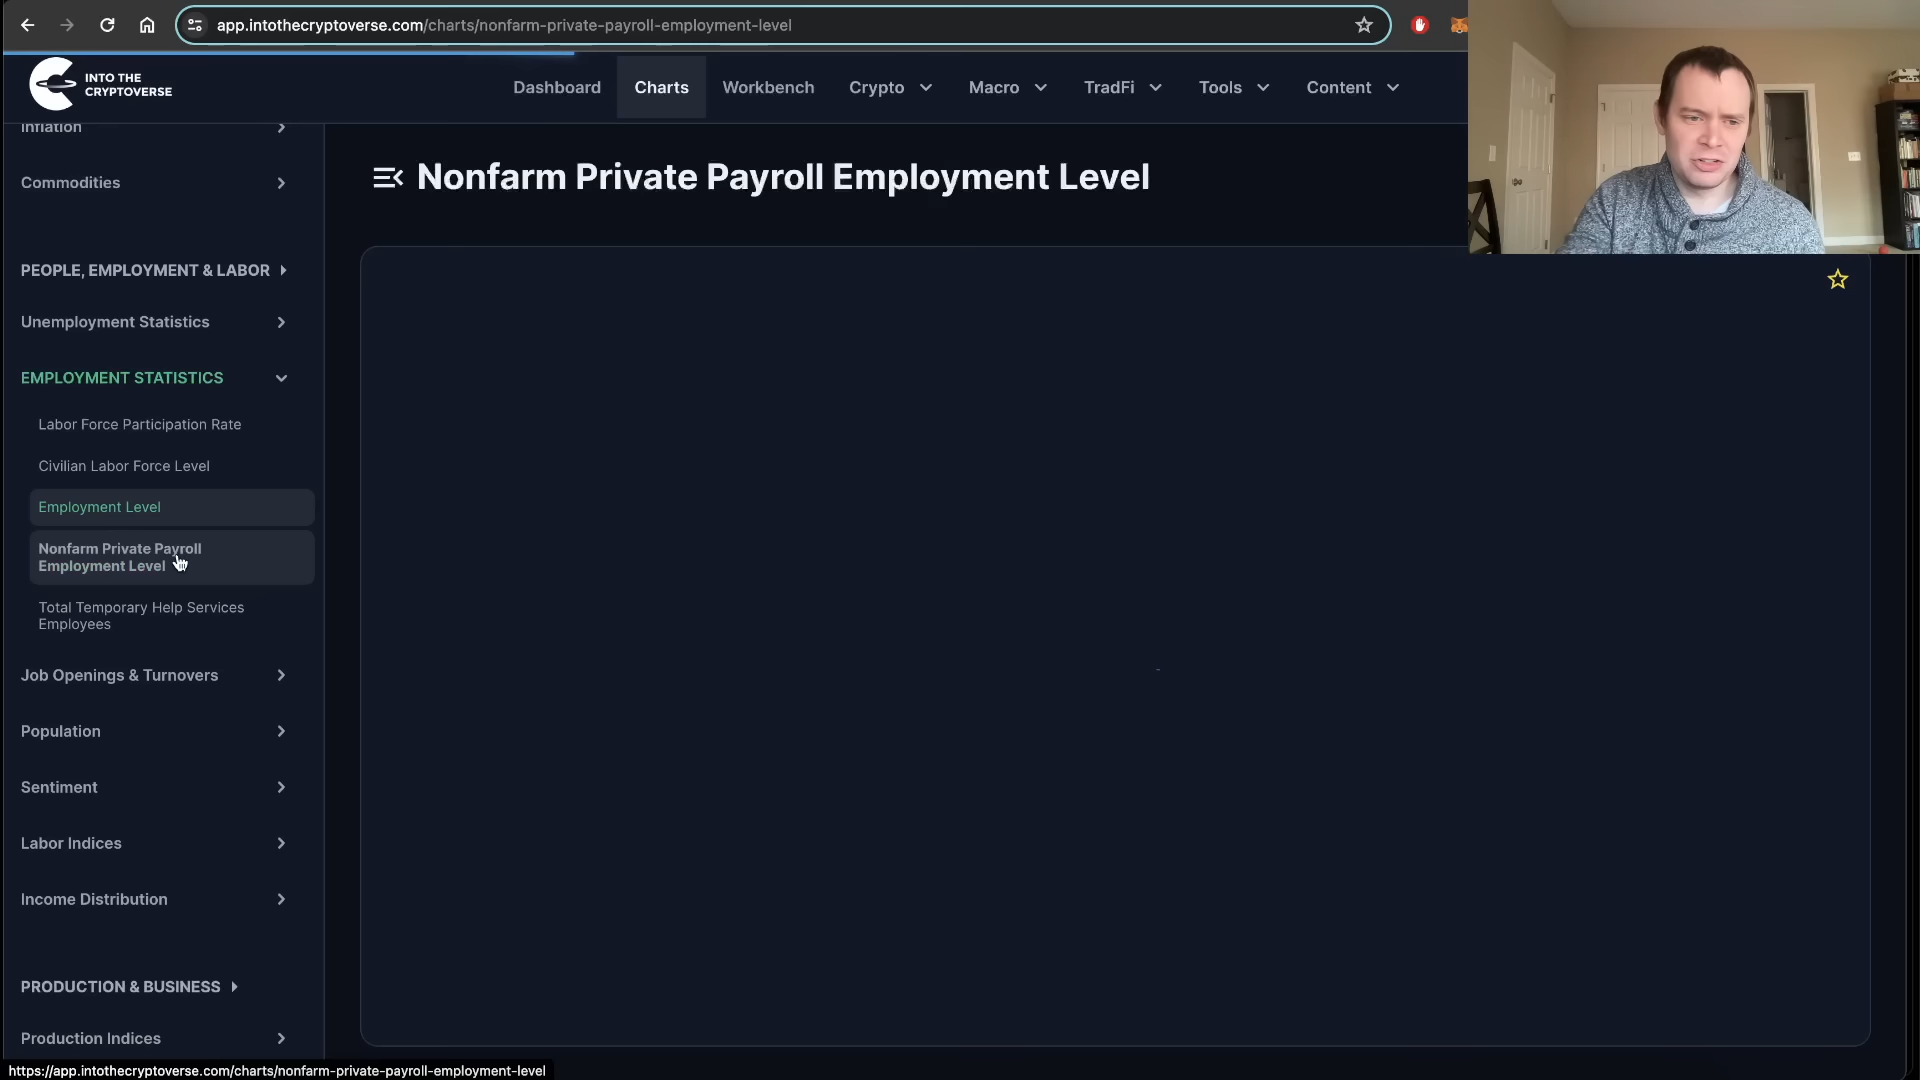 app.intothecryptoverse.com/charts/nonfarm-private-payroll-employment-level
INTO THE
CRYPTOVERSE
Dashboard
Charts
Workbench
Crypto
Macro
TradFi
Tools
Content
Inflation
Commodities
PEOPLE, EMPLOYMENT & LABOR
Unemployment Statistics
EMPLOYMENT STATISTICS
Labor Force Participation Rate
Civilian Labor Force Level
Employment Level
Nonfarm Private Payroll
Employment Level
Total Temporary Help Services
Employees
Job Openings & Turnovers
Population
Sentiment
Labor Indices
Income Distribution
PRODUCTION & BUSINESS
Production Indices
Nonfarm Private Payroll Employment Level
https://app.intothecryptoverse.com/charts/nonfarm-private-payroll-employment-level